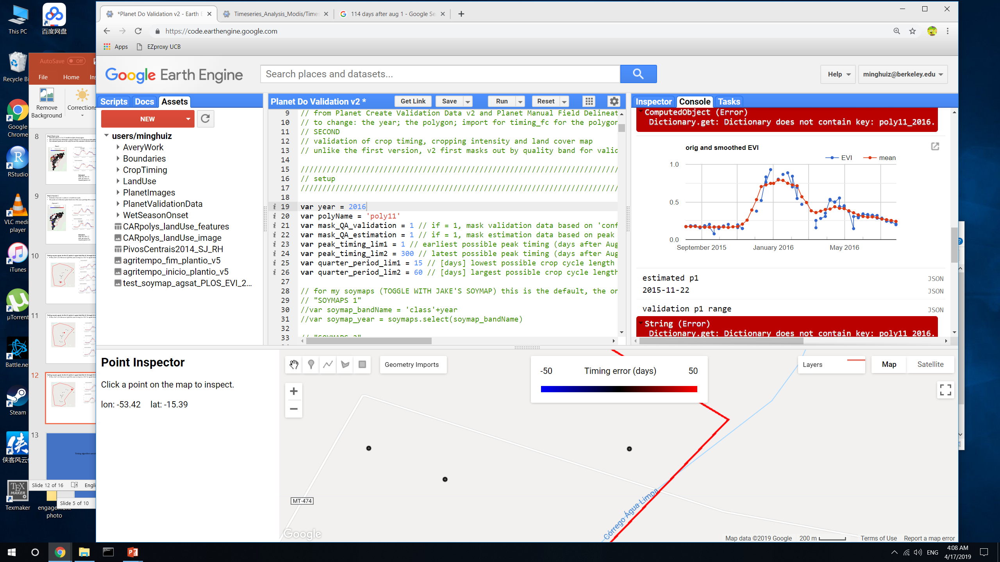 This PC
百度网盘
Recycle Bi
Google Chrome
RStudio
VLC medi
player
iTunes
µTorrent
Battle.ne
Steam
侠客风云
Texmaker
engagement
photo
AutoSave Off
File Home Ins
Remove
Background
Corrections
8
9
10
11
12
13
Slide 12 of 16 Engli
Slide 5 of 10
*Planet Do Validation v2 - Earth E
Timeseries_Analysis_Modis/Times
114 days after aug 1 - Google Se
https://code.earthengine.google.com
Apps
EZproxy UCB
Google Earth Engine
Search places and datasets...
Help
minghuiz@berkeley.edu
Scripts Docs Assets
NEW
users/minghuiz
AveryWork
Boundaries
CropTiming
LandUse
PlanetImages
PlanetValidationData
WetSeasonOnset
CARpolys_landUse_features
CARpolys_landUse_image
PivosCentrais2014_SJ_RH
agritempo_fim_plantio_v5
agritempo_inicio_plantio_v5
test_soymap_agsat_PLOS_EVI_2...
Planet Do Validation v2 *
Get Link Save Run Reset
9 // from Planet Create Validation Data v2 and Planet Manual Field Delineat
10 // to change: the year; the polygon; import for timing_fc for the polygon
11 // SECOND
12 // validation of crop timing, cropping intensity and land cover map
13 // unlike the first version, v2 first masks out by quality band for valid
14
15 /////////////////////////////////////////////////////////////////////////
16 // setup
17 /////////////////////////////////////////////////////////////////////////
18
19 var year = 2016
20 var polyName = 'poly11'
21 var mask_QA_validation = 1 // if = 1, mask validation data based on 'conf
22 var mask_QA_estimation = 1 // if = 1, mask estimation data based on peak
23 var peak_timing_lim1 = 1 // earliest possible peak timing (days after Aug
24 var peak_timing_lim2 = 300 // latest possible peak timing (days after Aug
25 var quarter_period_lim1 = 15 // [days] lowest possible crop cycle length
26 var quarter_period_lim2 = 60 // [days] largest possible crop cycle length
27
28 // for my soymaps (TOGGLE WITH JAKE'S SOYMAP) this is the default, the or
29 // "SOYMAPS 1"
30 //var soymap_bandName = 'class'+year
31 //var soymap_year = soymaps.select(soymap_bandName)
32
33 // "SOYMAPS 2"
Inspector Console Tasks
ComputedObject (Error)
Dictionary.get: Dictionary does not contain key: poly11_2016.
orig and smoothed EVI
EVI mean
1.0
0.5
0.0
September 2015 January 2016 May 2016
estimated p1 JSON
2015-11-22 JSON
validation p1 range JSON
String (Error)
Dictionary.get: Dictionary does not contain key: poly11_2016.
Point Inspector
Click a point on the map to inspect.
lon: -53.42 lat: -15.39
Geometry Imports
-50 Timing error (days) 50
Layers
Map Satellite
MT-474
Córrego Água Limpa
Google
Map data ©2019 Google 200 m Terms of Use Report a map error
ENG
4:08 AM
4/17/2019